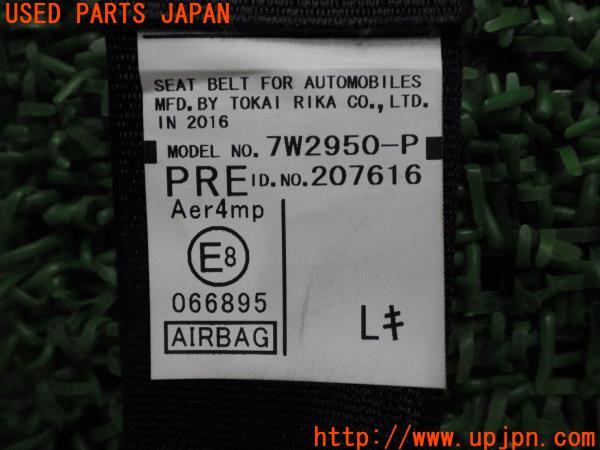 USED PARTS JAPAN
SEAT BELT FOR AUTOMOBILES
MFD. BY TOKAI RIKA CO., LTD.
IN 2016
MODEL NO. 7W2950-P
PRE ID.NO. 207616
Aer4mp
E8
066895
AIRBAG
Lキ
http://www.upjpn.com/